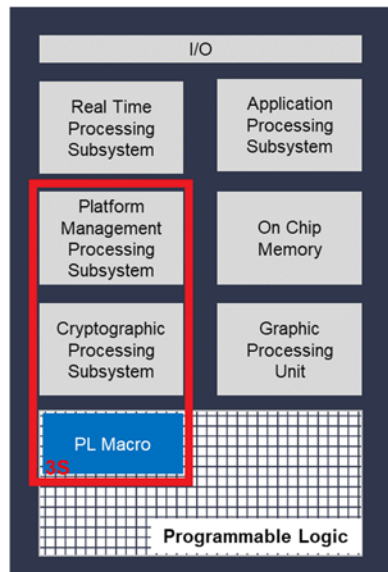 I/O
Real Time
Processing
Subsystem
Application
Processing
Subsystem
Platform
Management
Processing
Subsystem
On Chip
Memory
Cryptographic
Processing
Subsystem
Graphic
Processing
Unit
PL Macro
3S
Programmable Logic